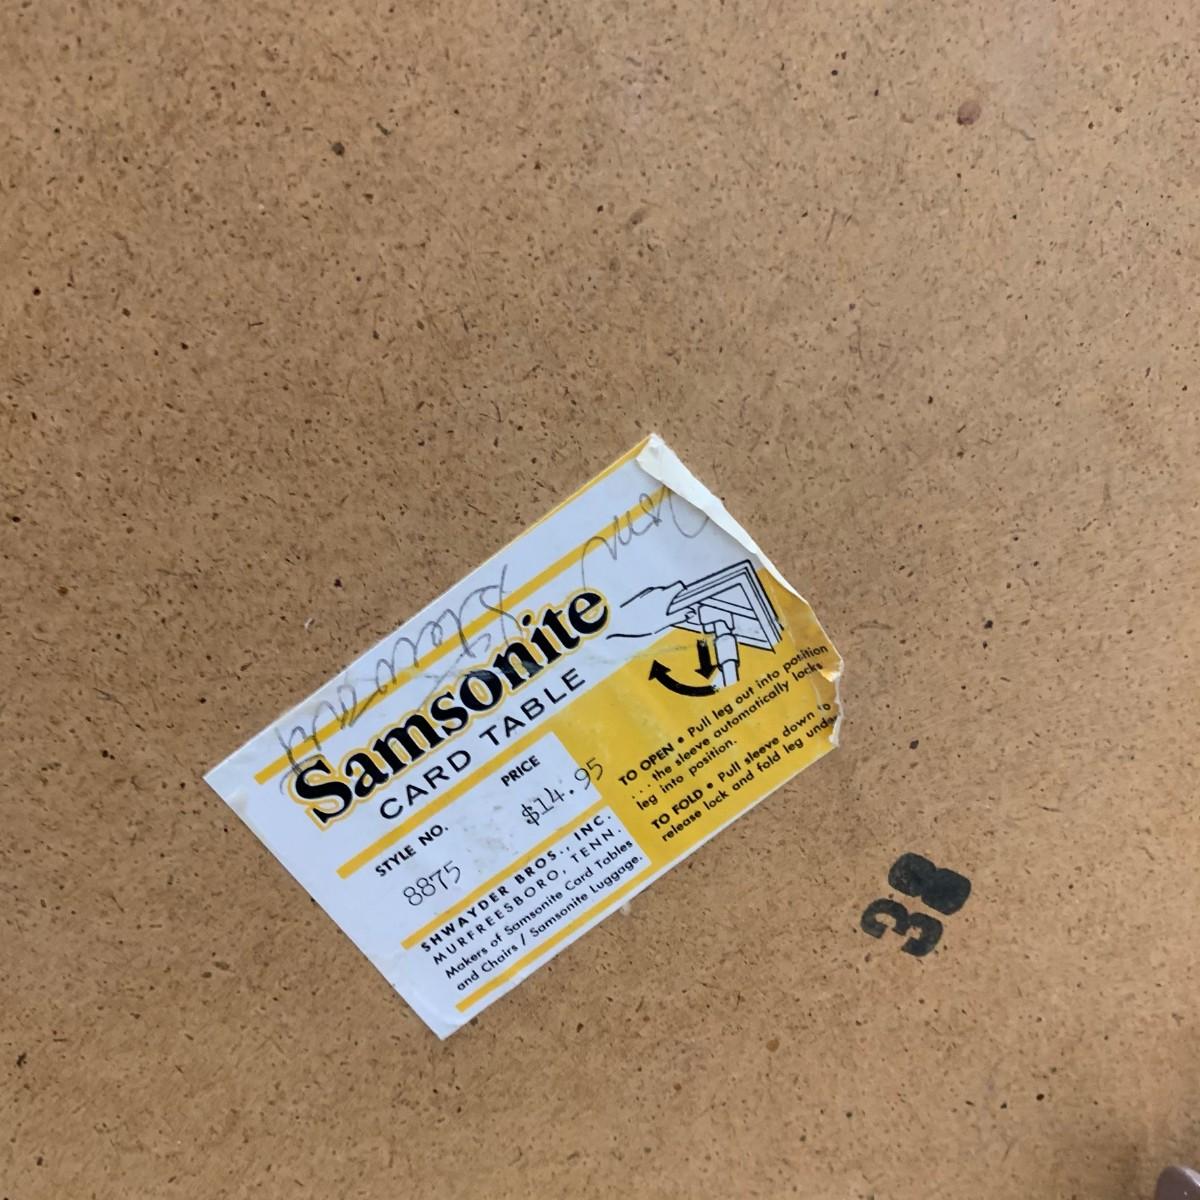 Samsonite
CARD TABLE
STYLE NO.
8875
PRICE
$14.95
SHWAYDER BROS., INC.
MURFREESBORO, TENN.
Makers of Samsonite Card Tables
and Chairs / Samsonite Luggage.
TO OPEN • Pull leg out into position
. . . the sleeve automatically locks
leg into position.
TO FOLD • Pull sleeve down to
release lock and fold leg under
38